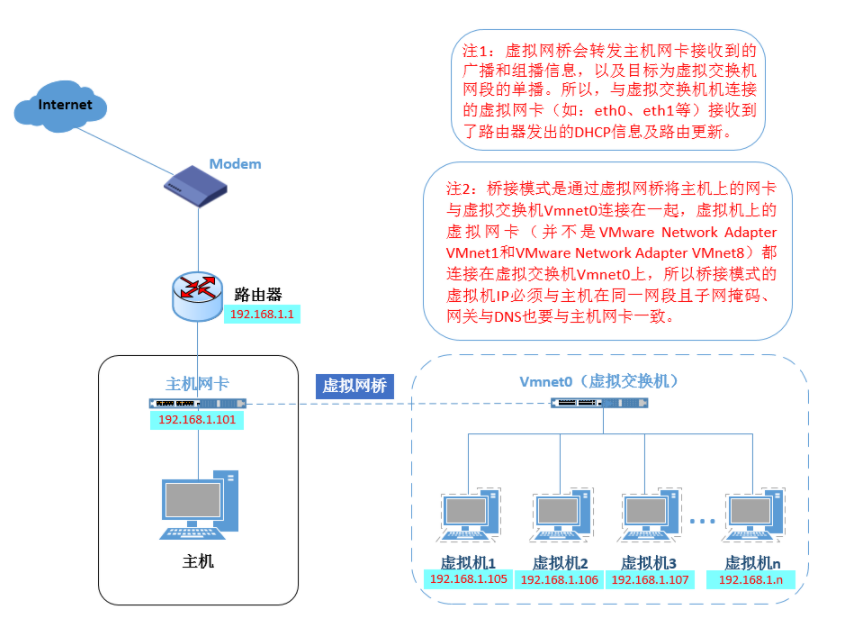 注1：虚拟网桥会转发主机网卡接收到的
广播和组播信息，以及目标为虚拟交换机
网段的单播。所以，与虚拟交换机机连接
的虚拟网卡（如：eth0、eth1等）接收到
了路由器发出的DHCP信息及路由更新。
Internet
Modem
注2：桥接模式是通过虚拟网桥将主机上的网卡
与虚拟交换机Vmnet0连接在一起，虚拟机上的
虚拟网卡（并不是VMware Network Adapter
VMnet1和VMware Network Adapter VMnet8）都
连接在虚拟交换机Vmnet0上，所以桥接模式的
虚拟机IP必须与主机在同一网段且子网掩码、
网关与DNS也要与主机网卡一致。
路由器
192.168.1.1
主机网卡
192.168.1.101
主机
虚拟网桥
Vmnet0（虚拟交换机）
虚拟机1
192.168.1.105
虚拟机2
192.168.1.106
虚拟机3
192.168.1.107
...
虚拟机n
192.168.1.n